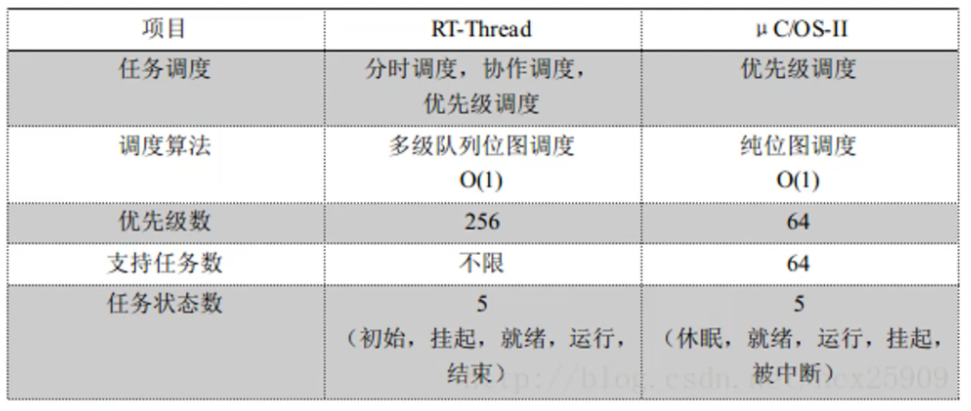 项目 RT-Thread μC/OS-II
任务调度 分时调度，协作调度， 优先级调度
优先级调度
调度算法 多级队列位图调度 纯位图调度
O(1) O(1)
优先级数 256 64
支持任务数 不限 64
任务状态数 5 5
（初始，挂起，就绪，运行， （休眠，就绪，运行，挂起，
结束） 被中断）
http://blog.csdn.net/ncx25909